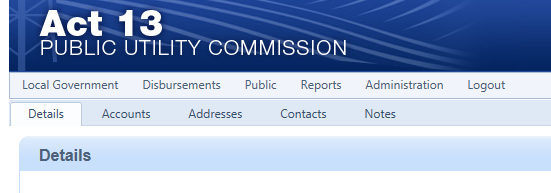 Act 13
PUBLIC UTILITY COMMISSION
Local Government Disbursements Public Reports Administration Logout
Details Accounts Addresses Contacts Notes
Details